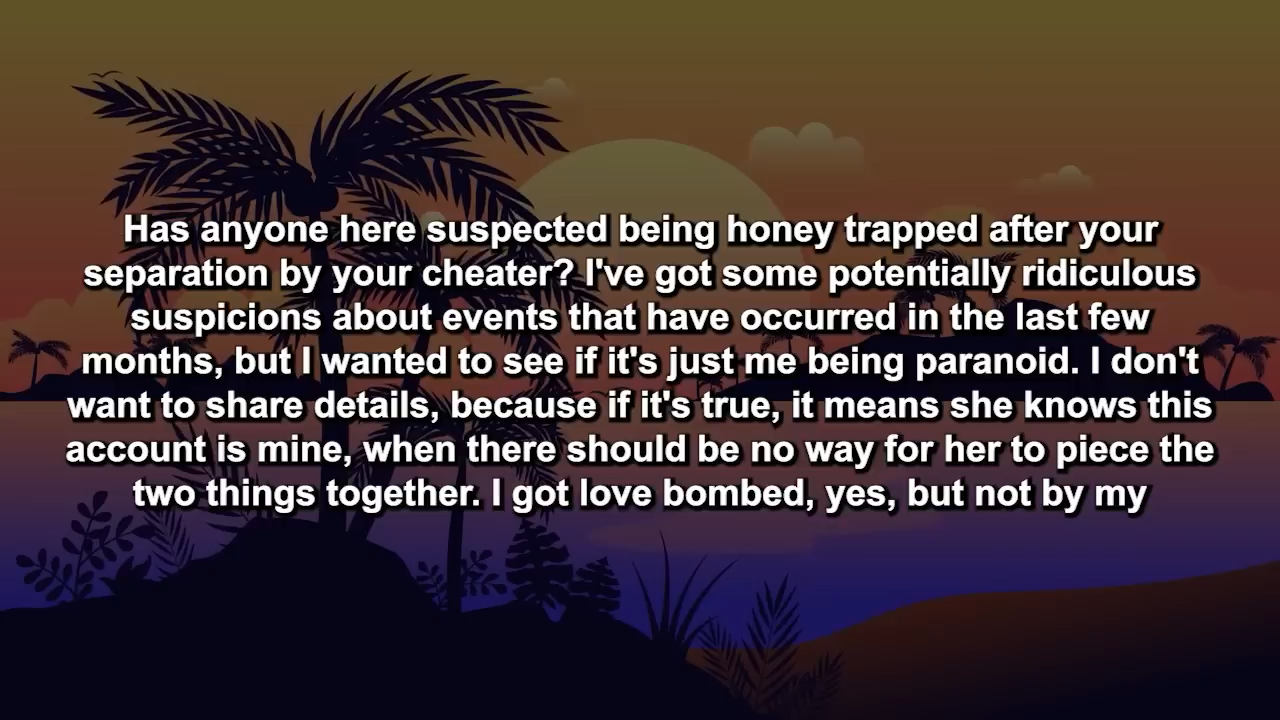 Has anyone here suspected being honey trapped after your
separation by your cheater? I've got some potentially ridiculous
suspicions about events that have occurred in the last few
months, but I wanted to see if it's just me being paranoid. I don't
want to share details, because if it's true, it means she knows this
account is mine, when there should be no way for her to piece the
two things together. I got love bombed, yes, but not by my